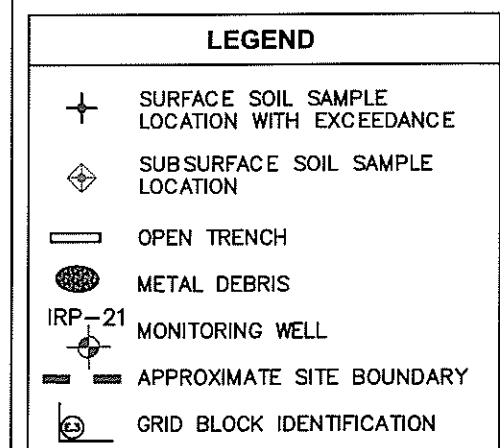 LEGEND
SURFACE SOIL SAMPLE
LOCATION WITH EXCEEDANCE
SUBSURFACE SOIL SAMPLE
LOCATION
OPEN TRENCH
METAL DEBRIS
IRP-21
MONITORING WELL
APPROXIMATE SITE BOUNDARY
GRID BLOCK IDENTIFICATION